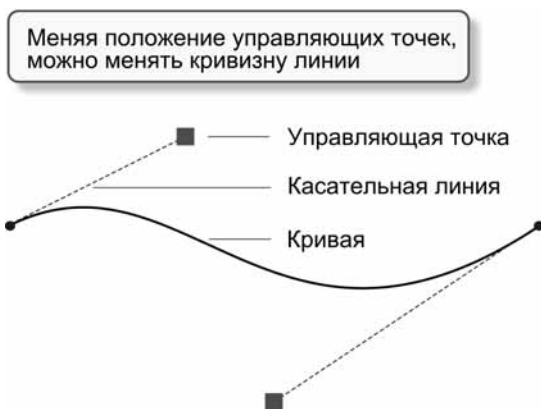 Меняя положение управляющих точек,
можно менять кривизну линии
Управляющая точка
Касательная линия
Кривая